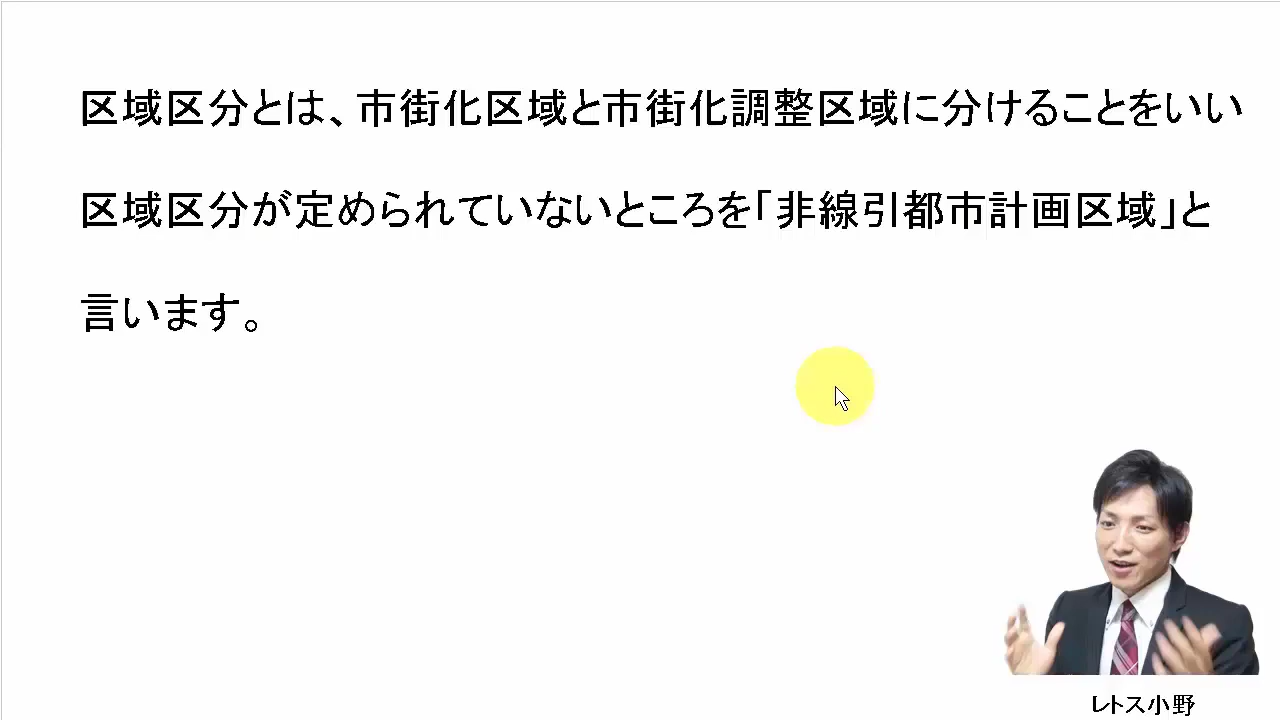 区域区分とは、市街化区域と市街化調整区域に分けることをいい
区域区分が定められていないところを「非線引都市計画区域」と
言います。
レトス小野